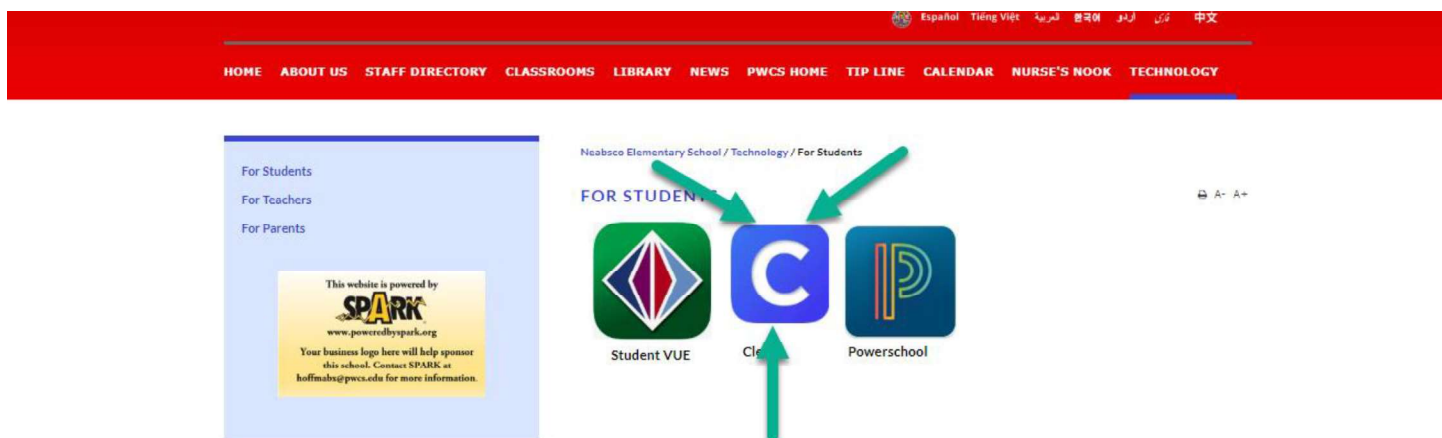 Español Tiếng Việt العربية 한국어 اردو فارسی 中文
HOME ABOUT US STAFF DIRECTORY CLASSROOMS LIBRARY NEWS PWCS HOME TIP LINE CALENDAR NURSE'S NOOK TECHNOLOGY
For Students
For Teachers
For Parents
This website is powered by
SPARK
www.poweredbyspark.org
Your business logo here will help sponsor
this school. Contact SPARK at
hoffmabx@pwcs.edu for more information.
Neabsco Elementary School / Technology / For Students
FOR STUDENTS
A- A+
C
Student VUE
Powerschool